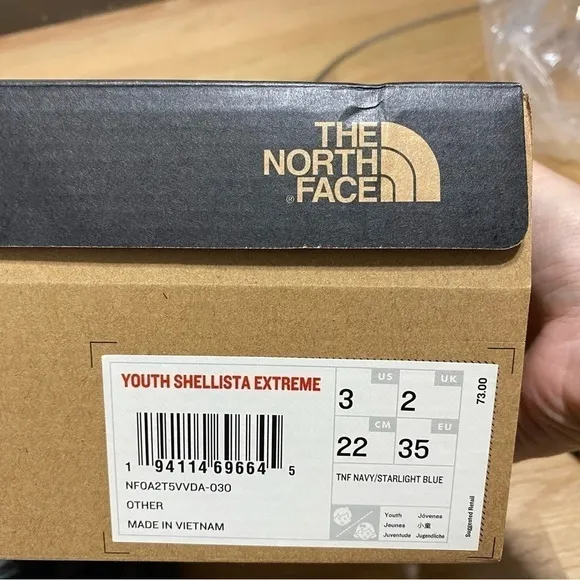 THE
NORTH
FACE
®
YOUTH SHELLISTA EXTREME
1 94114 69664 5
NF0A2T5VVDA-030
OTHER
MADE IN VIETNAM
US
3
UK
2
CM
22
EU
35
TNF NAVY/STARLIGHT BLUE
Youth Jóvenes
Jeunes 小童
Juventude Jugendliche
73.00
Suggested Retail